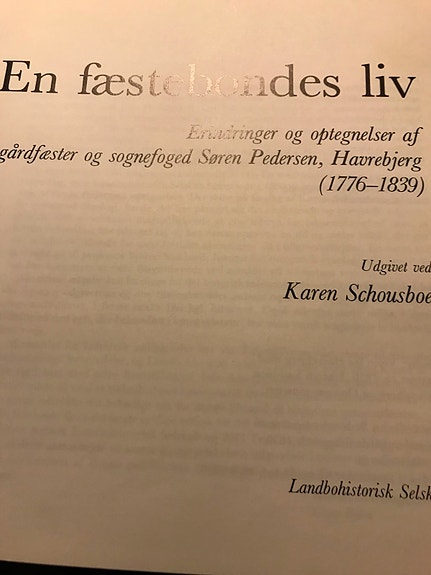 En fæstebondes liv
Erindringer og optegnelser af
gårdfæster og sognefoged Søren Pedersen, Havrebjerg
(1776–1839)
Udgivet ved
Karen Schousboe
Landbohistorisk Selsk